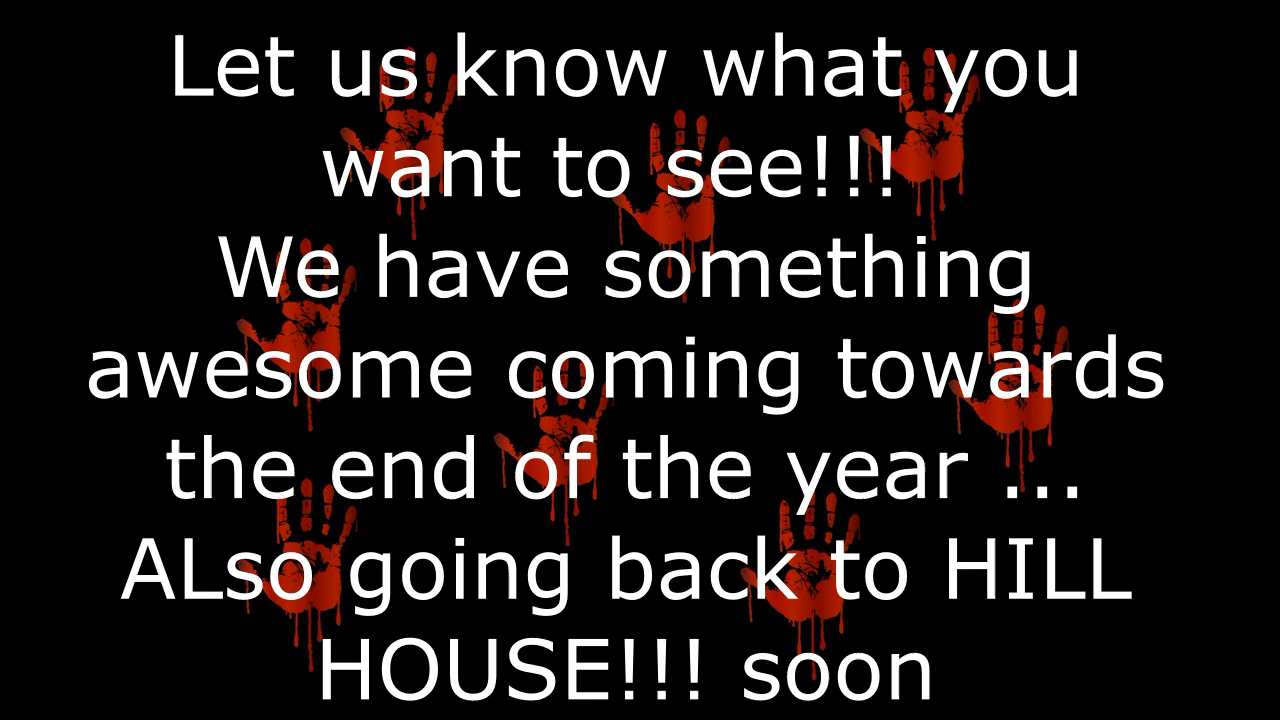 Let us know what you
want to see!!!
We have something
awesome coming towards
the end of the year ...
ALso going back to HILL
HOUSE!!! soon